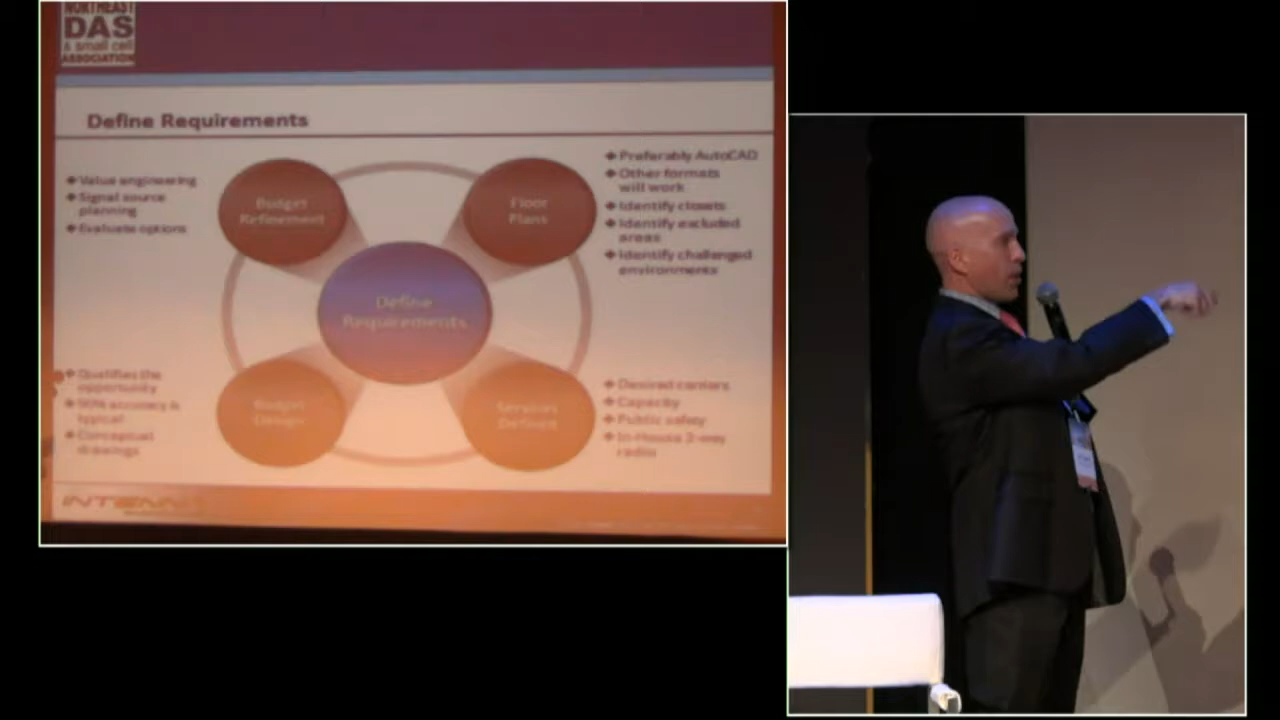 NORTHEAST
DAS
& small cell
ASSOCIATION
Define Requirements
Value engineering
Signal source
planning
Evaluate options
Budget
Refinement
Floor
Plans
Preferably AutoCAD
Other formats
will work
Identify closets
Identify excluded
areas
Identify challenged
environments
Define
Requirements
Qualifies the
opportunity
90% accuracy is
typical
Conceptual
drawings
Budget
Design
Services
Defined
Desired carriers
Capacity
Public safety
In-House 2-way
radio